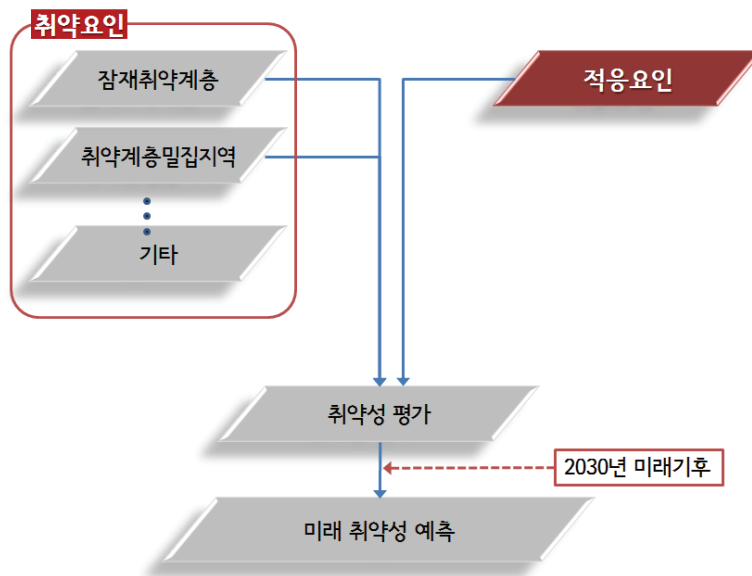 취약요인
잠재취약계층
적응요인
취약계층밀집지역
기타
취약성 평가
2030년 미래기후
미래 취약성 예측